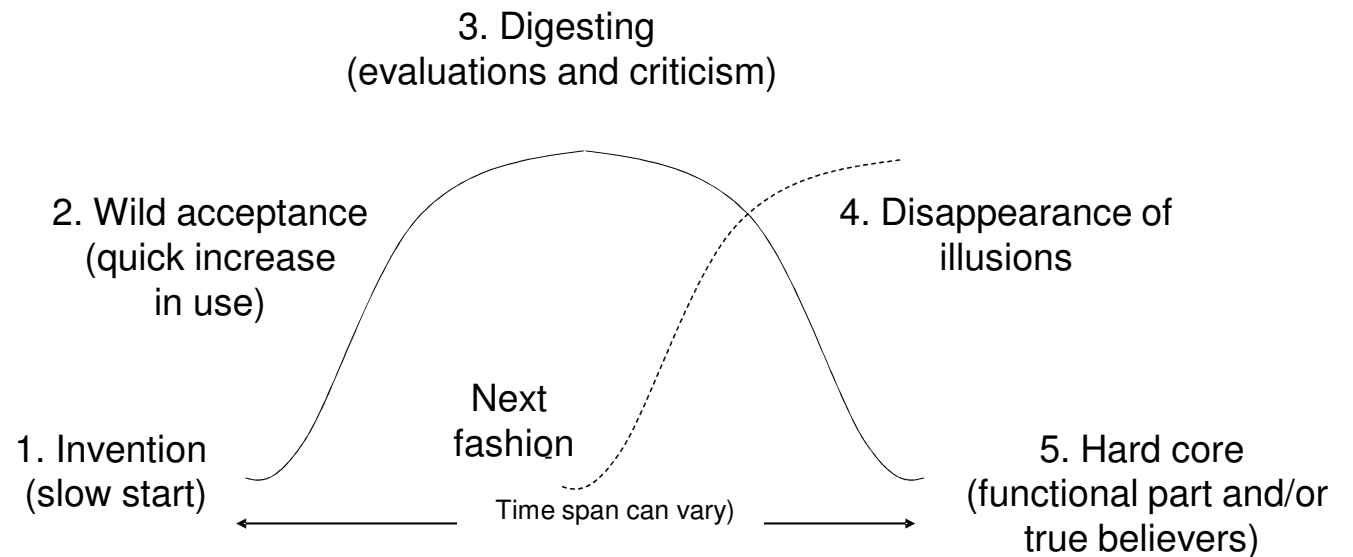 3. Digesting
(evaluations and criticism)
2. Wild acceptance
(quick increase
in use)
4. Disappearance of
illusions
Next
fashion
1. Invention
(slow start)
5. Hard core
(functional part and/or
true believers)
Time span can vary)